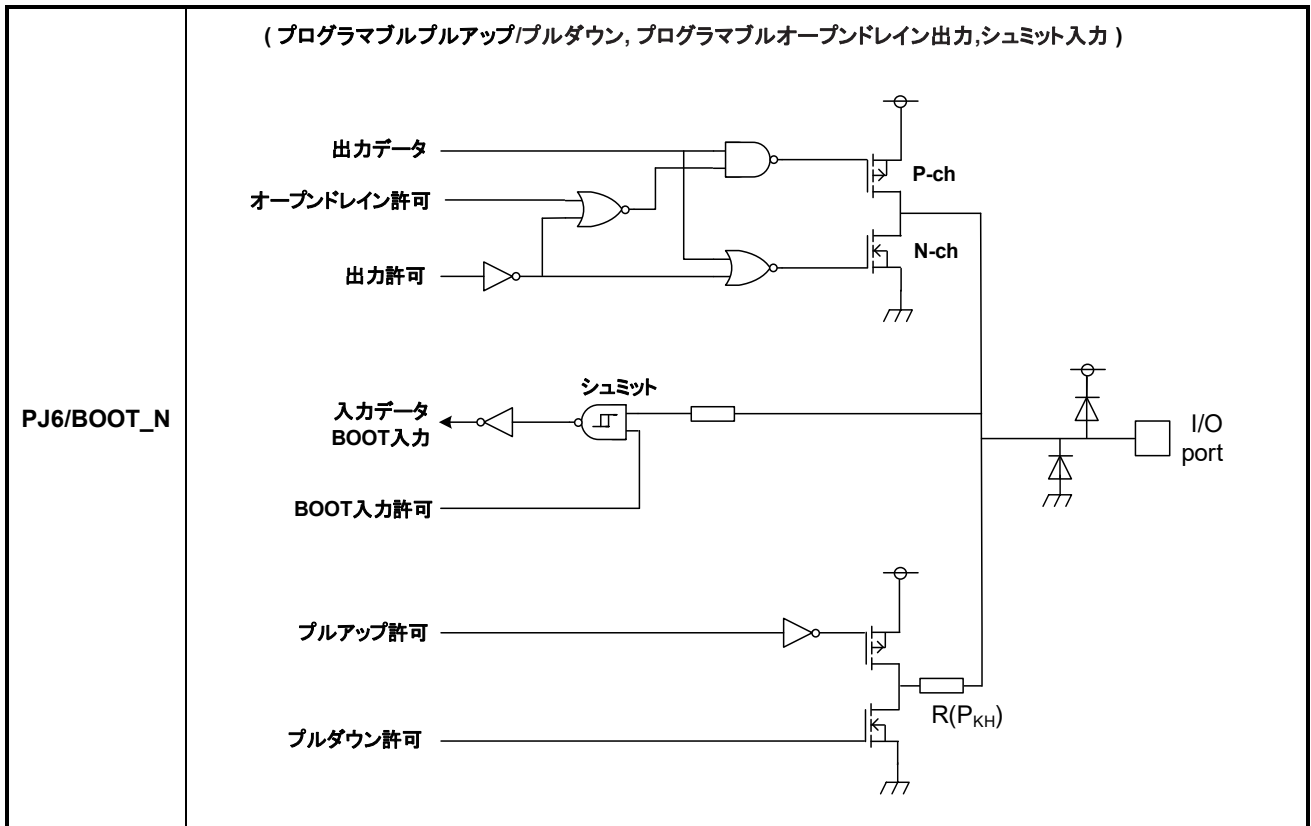 ( プログラマブルプルアップ/プルダウン, プログラマブルオープンドレイン出力,シュミット入力 )
出力データ
P-ch
オープンドレイン許可
N-ch
出力許可
PJ6/BOOT_N
シュミット
入力データ
BOOT入力
I/O
port
BOOT入力許可
プルアップ許可
R(PKH)
プルダウン許可